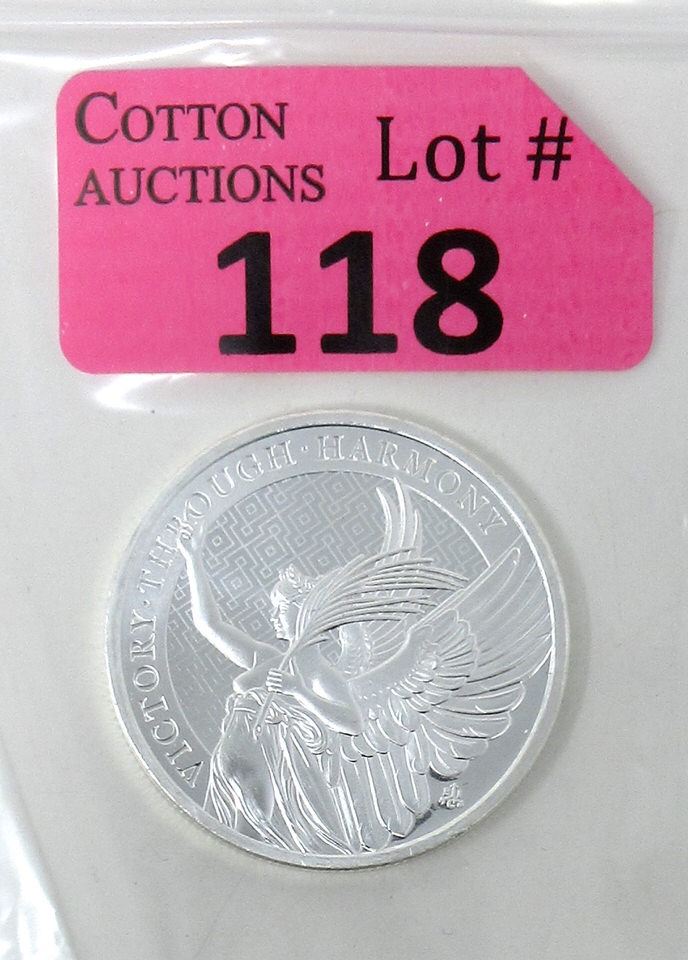 COTTON
AUCTIONS
Lot #
118
VICTORY · THROUGH · HARMONY